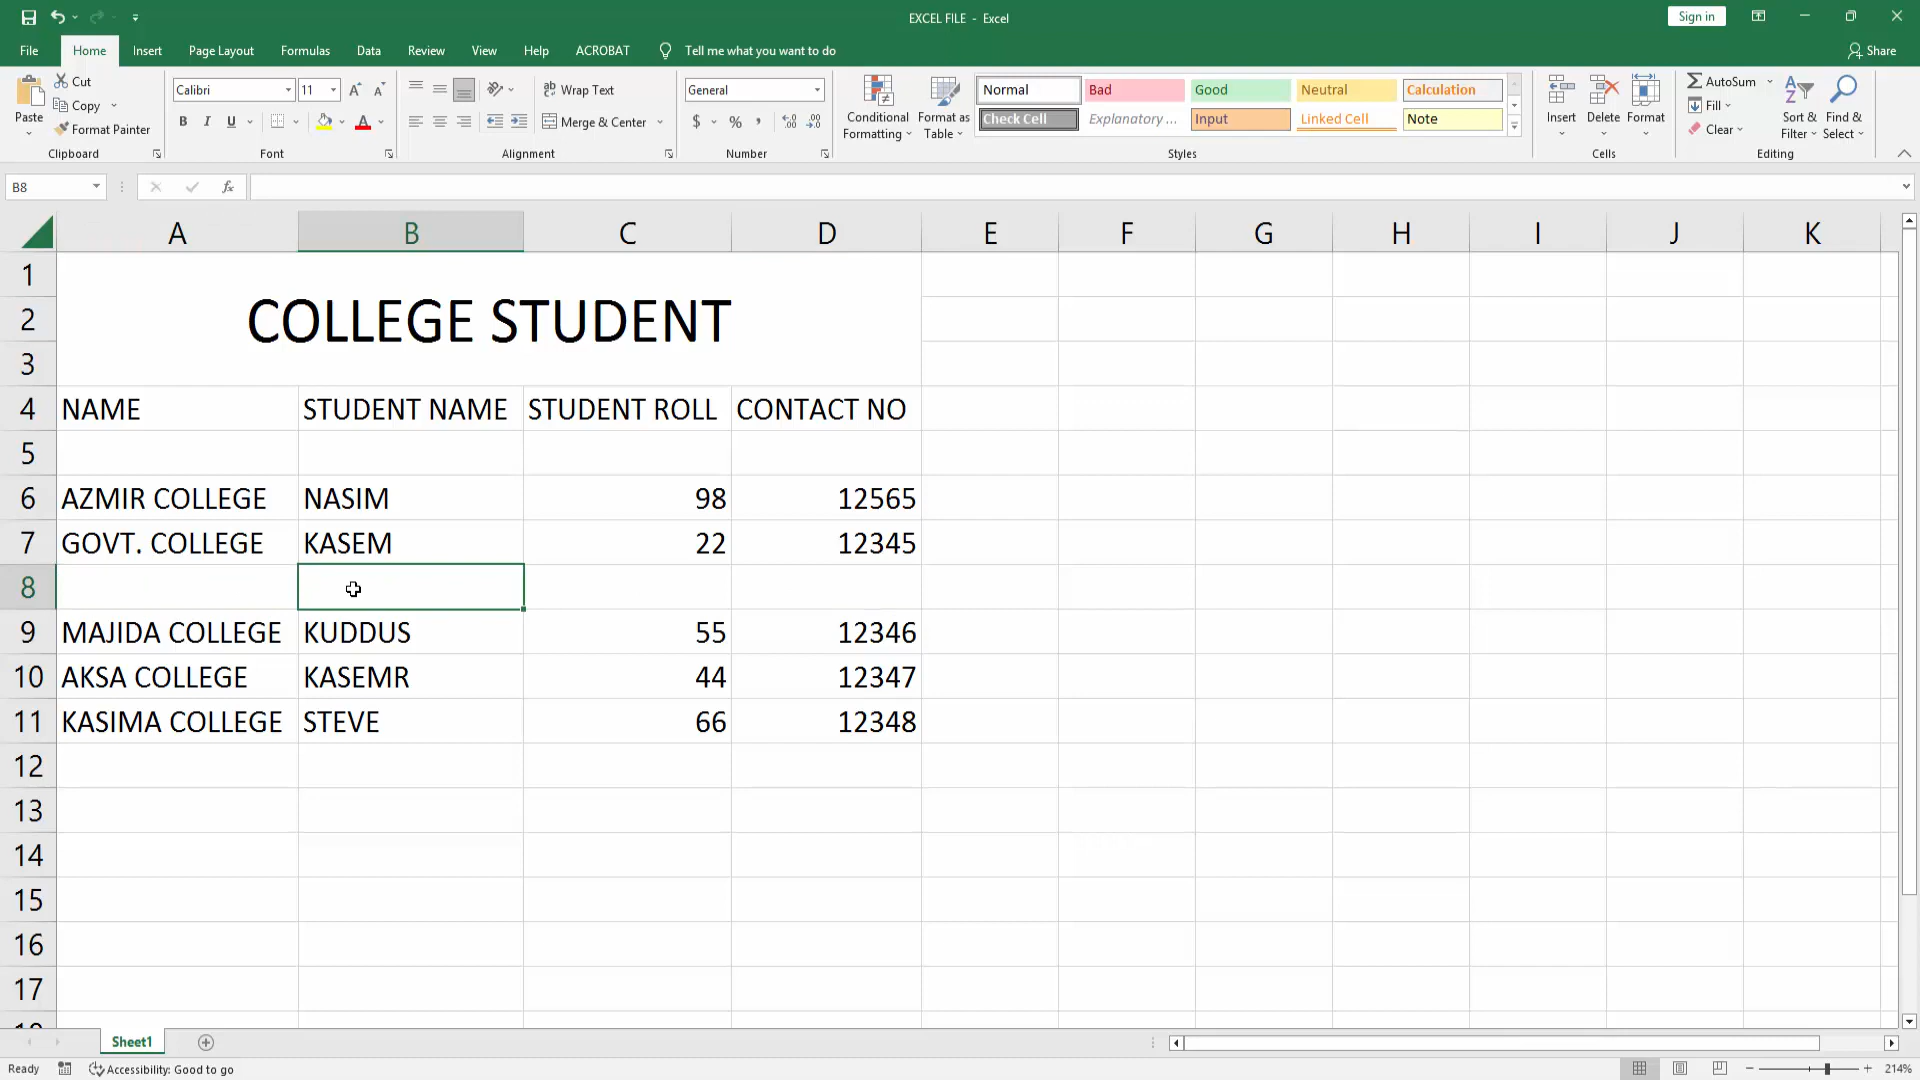 EXCEL FILE - Excel
Sign in
File Home Insert Page Layout Formulas Data Review View Help ACROBAT Tell me what you want to do Share
Paste
Cut
Copy
Format Painter
Clipboard
Calibri 11
B I U A
Font
Wrap Text
Merge & Center
Alignment
General
$ % ,
Number
Conditional Formatting
Format as Table
Normal Bad Good Neutral Calculation
Check Cell Explanatory ... Input Linked Cell Note
Styles
Insert Delete Format
Cells
AutoSum
Fill
Clear
Sort & Filter
Find & Select
Editing
B8 fx
A B C D E F G H I J K
1
2 COLLEGE STUDENT
3
4 NAME STUDENT NAME STUDENT ROLL CONTACT NO
5
6 AZMIR COLLEGE NASIM 98 12565
7 GOVT. COLLEGE KASEM 22 12345
8
9 MAJIDA COLLEGE KUDDUS 55 12346
10 AKSA COLLEGE KASEMR 44 12347
11 KASIMA COLLEGE STEVE 66 12348
12
13
14
15
16
17
Sheet1
Ready Accessibility: Good to go 214%